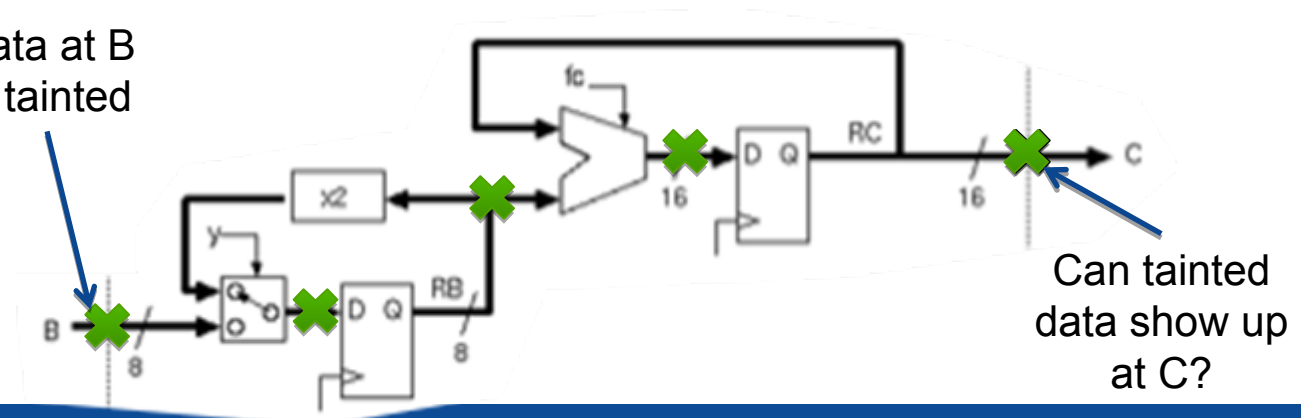 ata at B
tainted
fc
RC
D Q
C
16
16
x2
y
RB
D Q
B
8
8
Can tainted
data show up
at C?